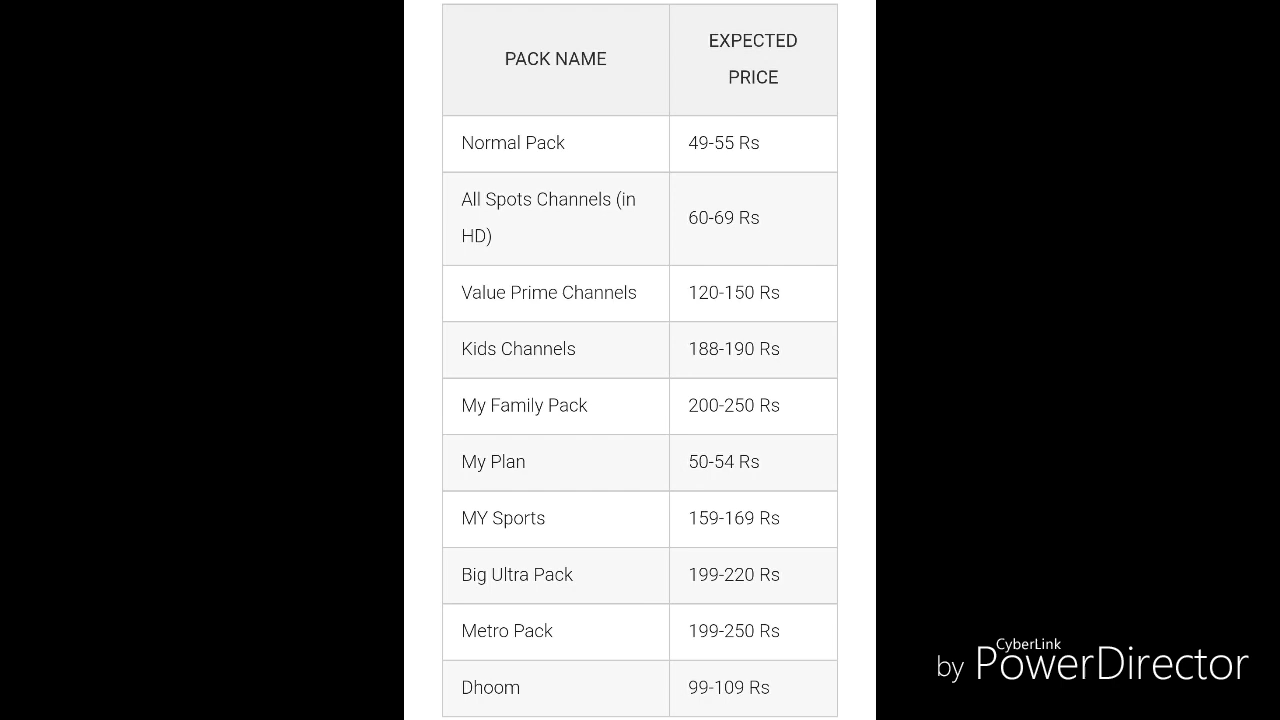 PACK NAME
EXPECTED
PRICE
Normal Pack
49-55 Rs
All Spots Channels (in
HD)
60-69 Rs
Value Prime Channels
120-150 Rs
Kids Channels
188-190 Rs
My Family Pack
200-250 Rs
My Plan
50-54 Rs
MY Sports
159-169 Rs
Big Ultra Pack
199-220 Rs
Metro Pack
199-250 Rs
Dhoom
99-109 Rs
CyberLink
by PowerDirector